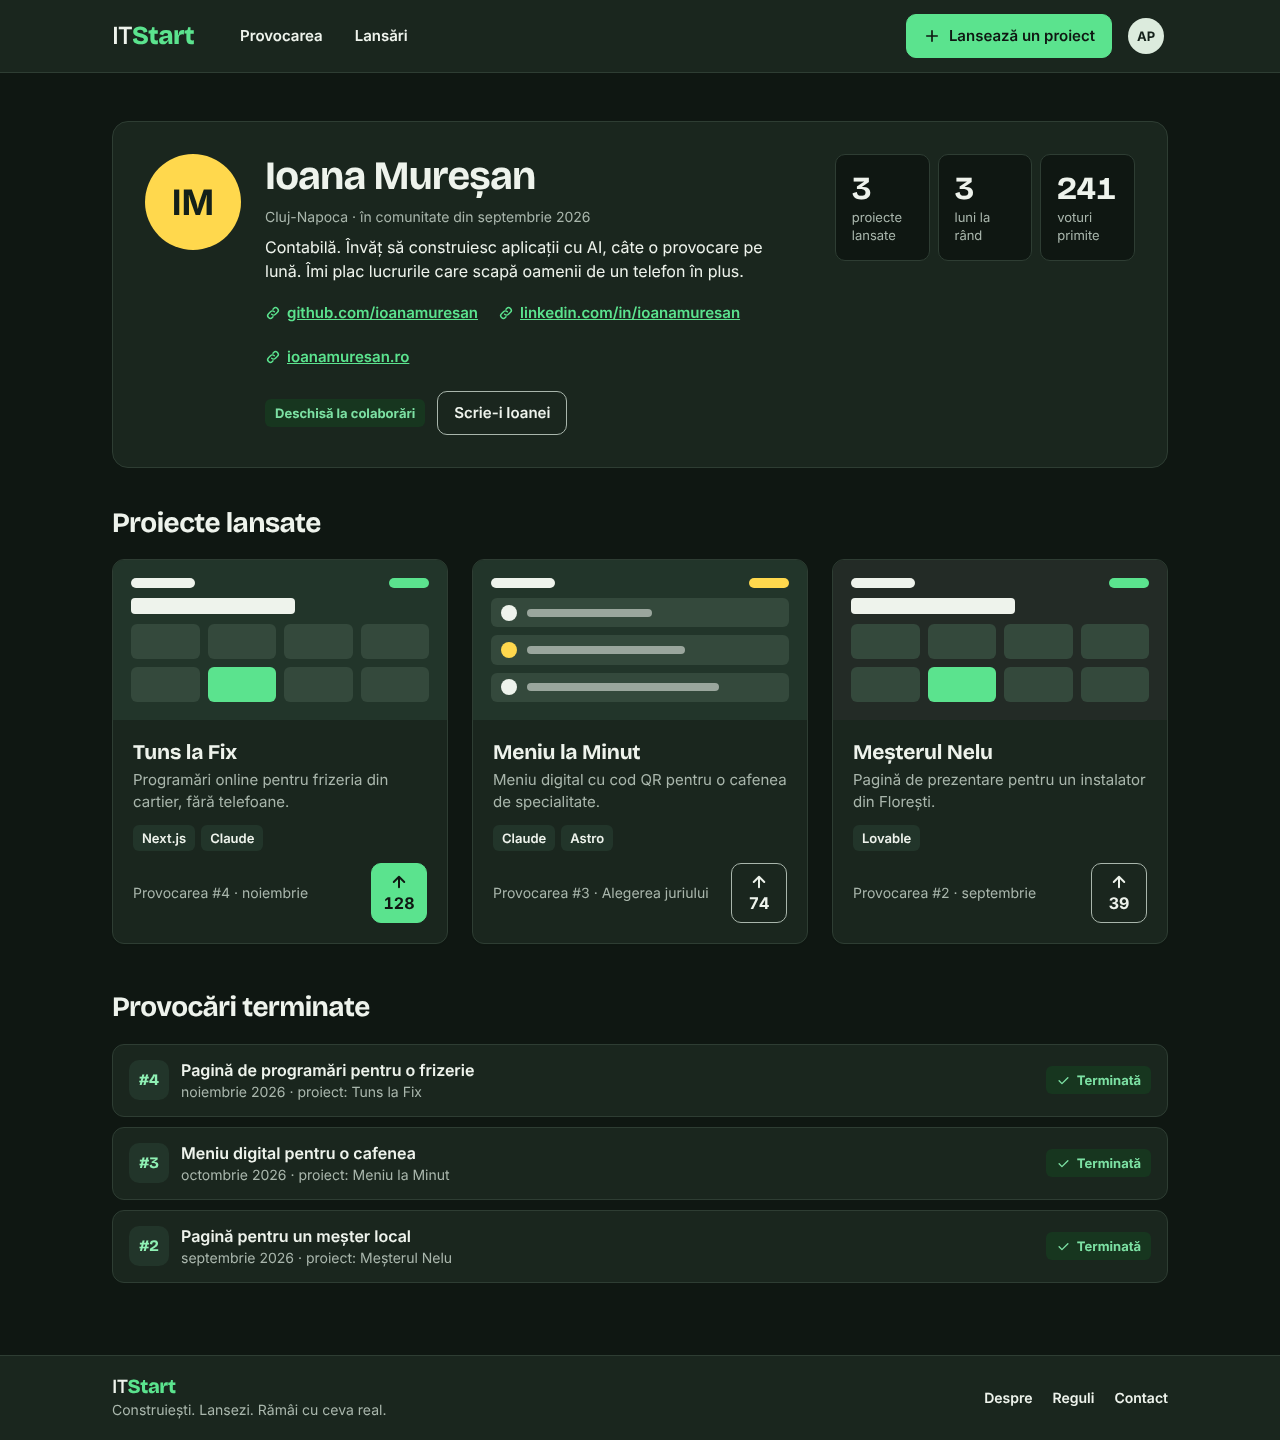 ITStart
Provocarea
Lansări
Lansează un proiect
AP
IM
Ioana Mureșan
Cluj-Napoca · în comunitate din septembrie 2026
Contabilă. Învăț să construiesc aplicații cu AI, câte o provocare pe
lună. Îmi plac lucrurile care scapă oamenii de un telefon în plus.
github.com/ioanamuresan
linkedin.com/in/ioanamuresan
ioanamuresan.ro
Deschisă la colaborări
Scrie-i Ioanei
3
proiecte
lansate
3
luni la
rând
241
voturi
primite
Proiecte lansate
Tuns la Fix
Programări online pentru frizeria din
cartier, fără telefoane.
Next.js
Claude
Provocarea #4 · noiembrie
128
Meniu la Minut
Meniu digital cu cod QR pentru o cafenea
de specialitate.
Claude
Astro
Provocarea #3 · Alegerea juriului
74
Meșterul Nelu
Pagină de prezentare pentru un instalator
din Florești.
Lovable
Provocarea #2 · septembrie
39
Provocări terminate
#4
Pagină de programări pentru o frizerie
noiembrie 2026 · proiect: Tuns la Fix
Terminată
#3
Meniu digital pentru o cafenea
octombrie 2026 · proiect: Meniu la Minut
Terminată
#2
Pagină pentru un meșter local
septembrie 2026 · proiect: Meșterul Nelu
Terminată
ITStart
Construiești. Lansezi. Rămâi cu ceva real.
Despre
Reguli
Contact